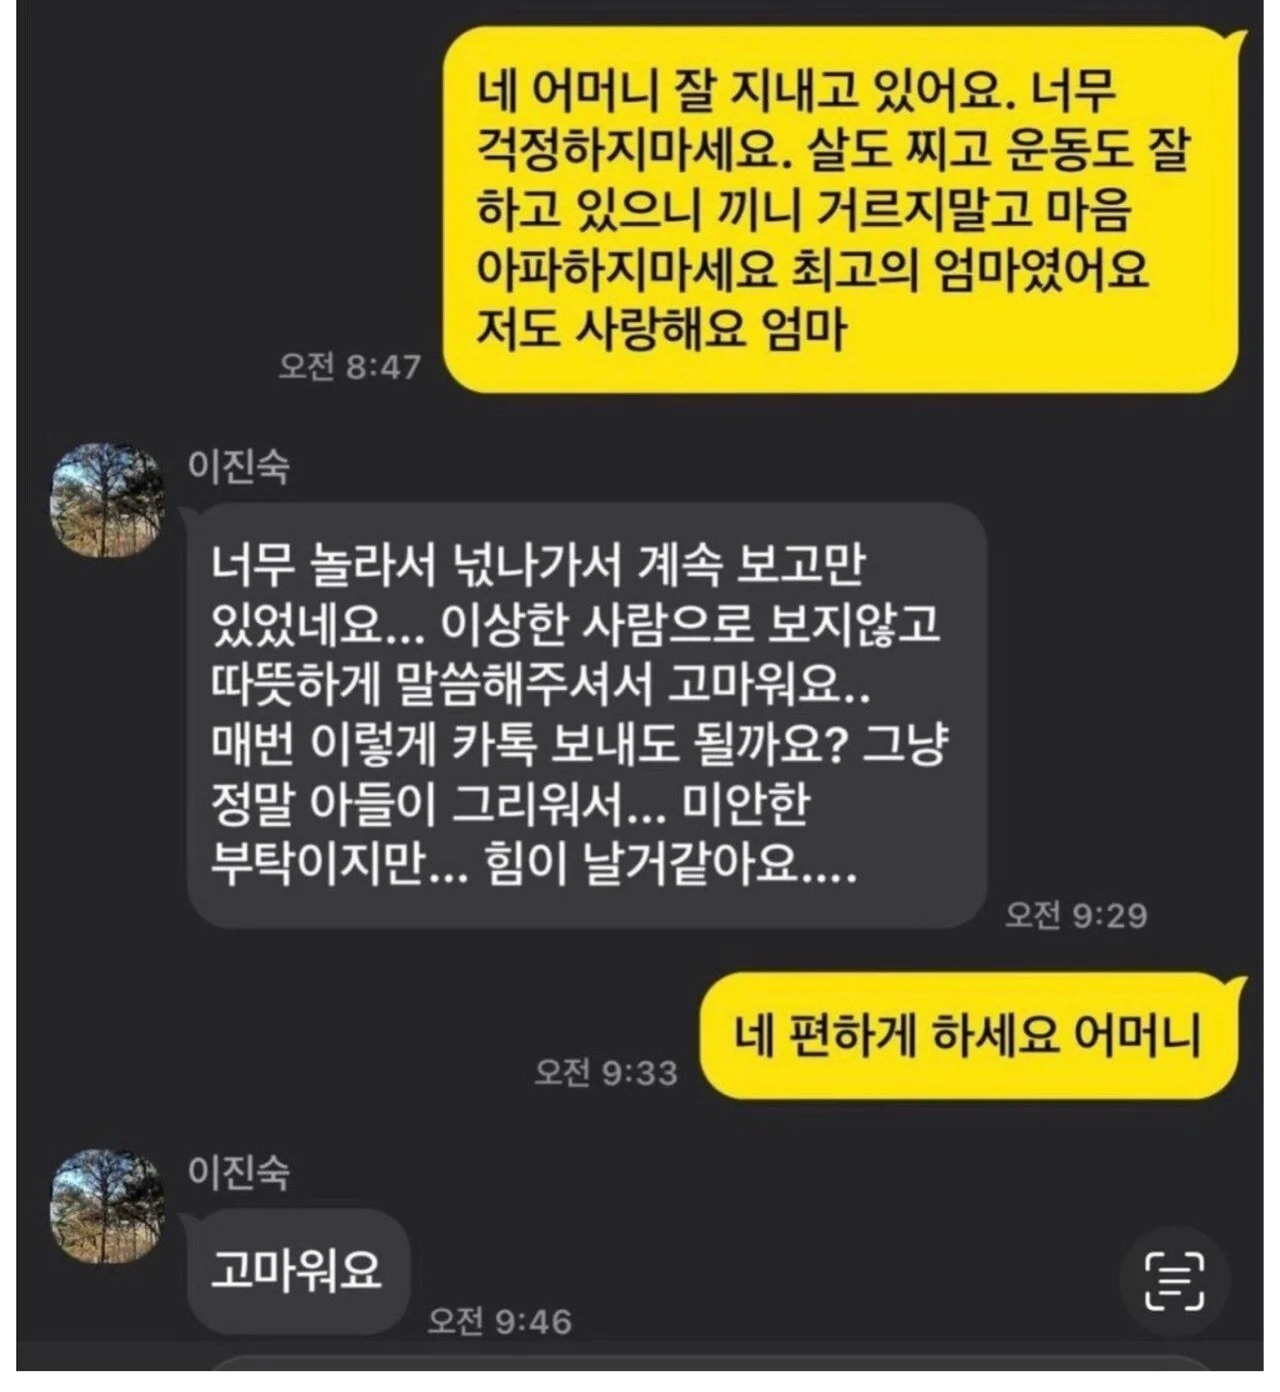 네 어머니 잘 지내고 있어요. 너무
걱정하지마세요. 살도 찌고 운동도 잘
하고 있으니 끼니 거르지말고 마음
아파하지마세요 최고의 엄마였어요
저도 사랑해요 엄마
오전 8:47
이진숙
너무 놀라서 넋나가서 계속 보고만
있었네요... 이상한 사람으로 보지않고
따뜻하게 말씀해주셔서 고마워요..
매번 이렇게 카톡 보내도 될까요? 그냥
정말 아들이 그리워서... 미안한
부탁이지만... 힘이 날거같아요....
오전 9:29
네 편하게 하세요 어머니
오전 9:33
이진숙
고마워요
오전 9:46